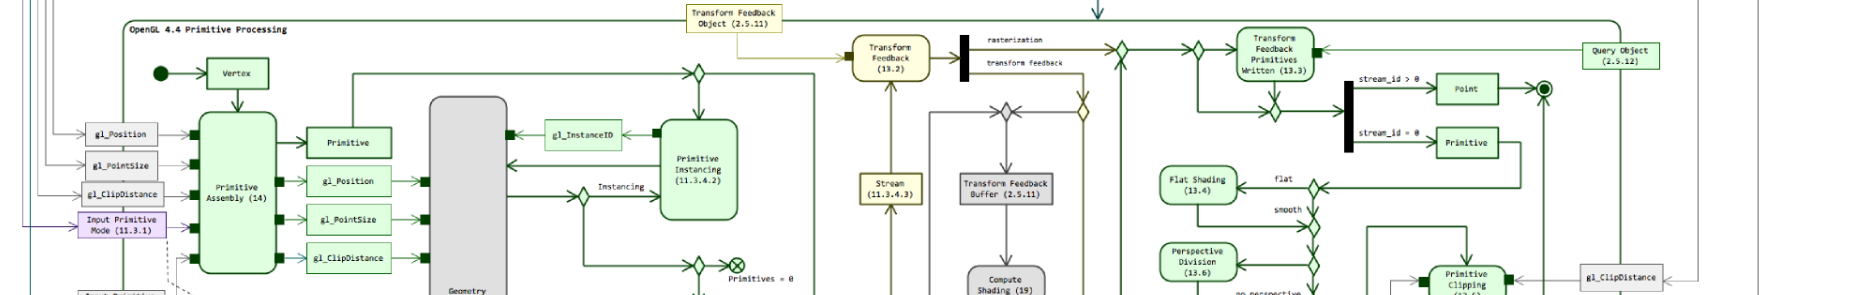 Transform Feedback
Object (2.5.11)
OpenGL 4.4 Primitive Processing
Vertex
gl_Position
gl_PointSize
gl_ClipDistance
Input Primitive
Mode (11.3.1)
Primitive
Assembly (14)
Primitive
gl_Position
gl_PointSize
gl_ClipDistance
Geometry
gl_InstanceID
Instancing
Primitive
Instancing
(11.3.4.2)
Primitives = 0
Transform
Feedback
(13.2)
Stream
(11.3.4.3)
rasterization
transform feedback
Transform Feedback
Buffer (2.5.11)
Compute
Shading (19)
Transform
Feedback
Primitives
Written (13.3)
Query Object
(2.5.12)
stream_id > 0
Point
stream_id = 0
Primitive
Flat Shading
(13.4)
flat
smooth
Perspective
Division
(13.6)
no perspective
Primitive
Clipping
gl_ClipDistance